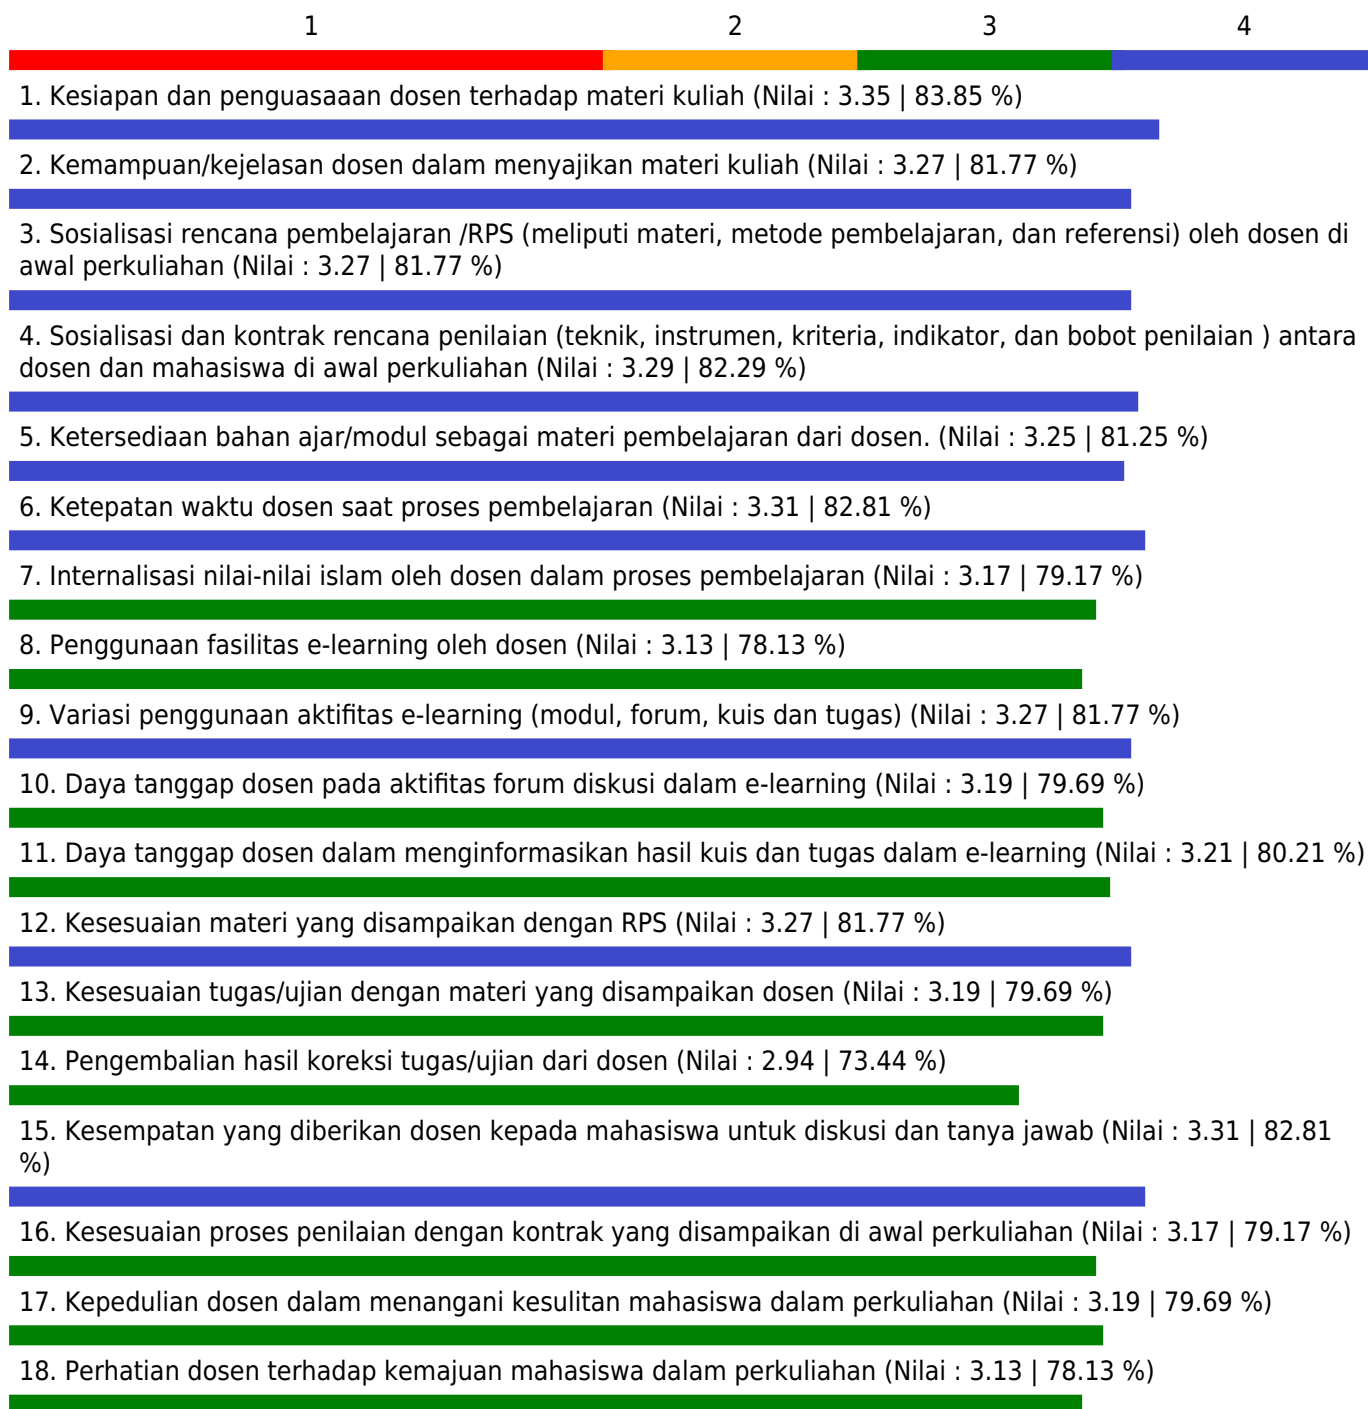 1 2 3 4
1. Kesiapan dan penguasaaan dosen terhadap materi kuliah (Nilai : 3.35 | 83.85 %)
2. Kemampuan/kejelasan dosen dalam menyajikan materi kuliah (Nilai : 3.27 | 81.77 %)
3. Sosialisasi rencana pembelajaran /RPS (meliputi materi, metode pembelajaran, dan referensi) oleh dosen di
awal perkuliahan (Nilai : 3.27 | 81.77 %)
4. Sosialisasi dan kontrak rencana penilaian (teknik, instrumen, kriteria, indikator, dan bobot penilaian ) antara
dosen dan mahasiswa di awal perkuliahan (Nilai : 3.29 | 82.29 %)
5. Ketersediaan bahan ajar/modul sebagai materi pembelajaran dari dosen. (Nilai : 3.25 | 81.25 %)
6. Ketepatan waktu dosen saat proses pembelajaran (Nilai : 3.31 | 82.81 %)
7. Internalisasi nilai-nilai islam oleh dosen dalam proses pembelajaran (Nilai : 3.17 | 79.17 %)
8. Penggunaan fasilitas e-learning oleh dosen (Nilai : 3.13 | 78.13 %)
9. Variasi penggunaan aktifitas e-learning (modul, forum, kuis dan tugas) (Nilai : 3.27 | 81.77 %)
10. Daya tanggap dosen pada aktifitas forum diskusi dalam e-learning (Nilai : 3.19 | 79.69 %)
11. Daya tanggap dosen dalam menginformasikan hasil kuis dan tugas dalam e-learning (Nilai : 3.21 | 80.21 %)
12. Kesesuaian materi yang disampaikan dengan RPS (Nilai : 3.27 | 81.77 %)
13. Kesesuaian tugas/ujian dengan materi yang disampaikan dosen (Nilai : 3.19 | 79.69 %)
14. Pengembalian hasil koreksi tugas/ujian dari dosen (Nilai : 2.94 | 73.44 %)
15. Kesempatan yang diberikan dosen kepada mahasiswa untuk diskusi dan tanya jawab (Nilai : 3.31 | 82.81
%)
16. Kesesuaian proses penilaian dengan kontrak yang disampaikan di awal perkuliahan (Nilai : 3.17 | 79.17 %)
17. Kepedulian dosen dalam menangani kesulitan mahasiswa dalam perkuliahan (Nilai : 3.19 | 79.69 %)
18. Perhatian dosen terhadap kemajuan mahasiswa dalam perkuliahan (Nilai : 3.13 | 78.13 %)